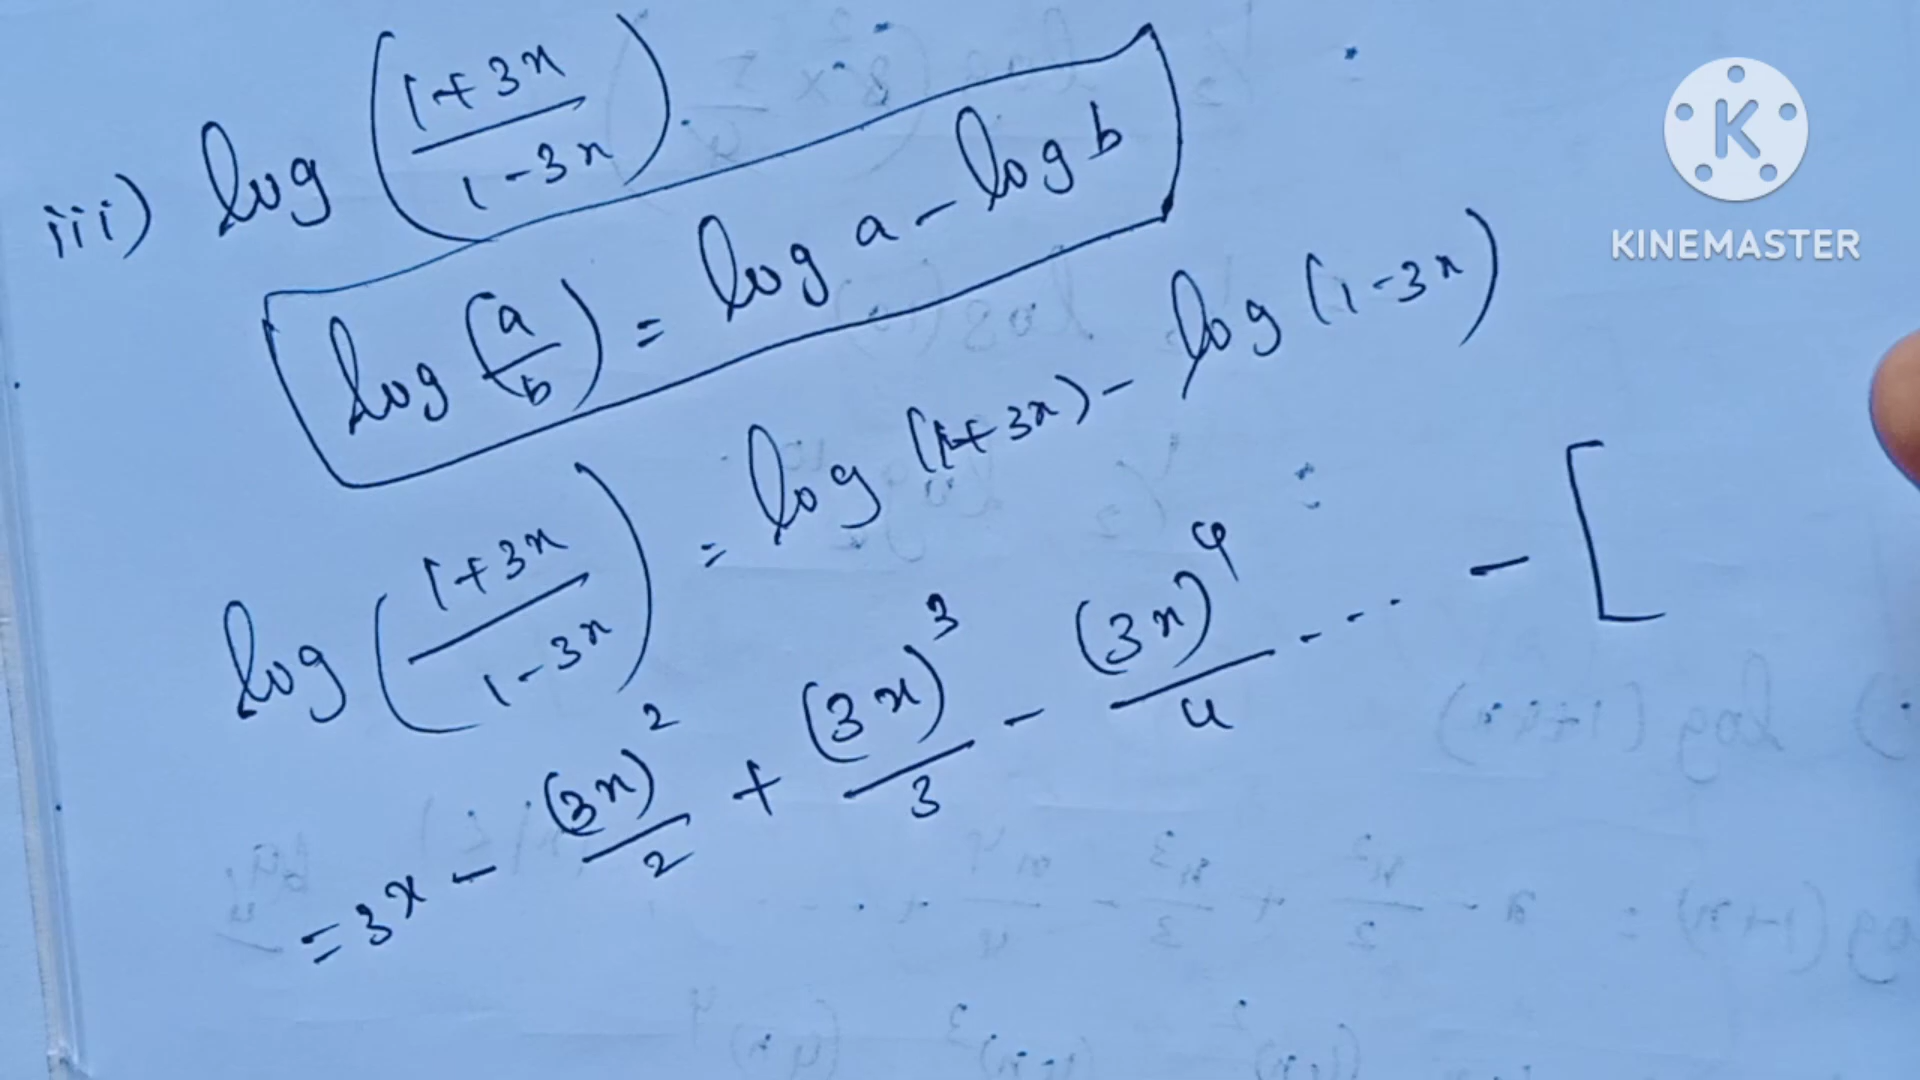 iii) log (1+3x / 1-3x)
log (a/b) = log a - log b
log (1+3x / 1-3x) = log (1+3x) - log (1-3x)
= 3x - (3x)^2/2 + (3x)^3/3 - (3x)^4/4 ... - [
KINEMASTER